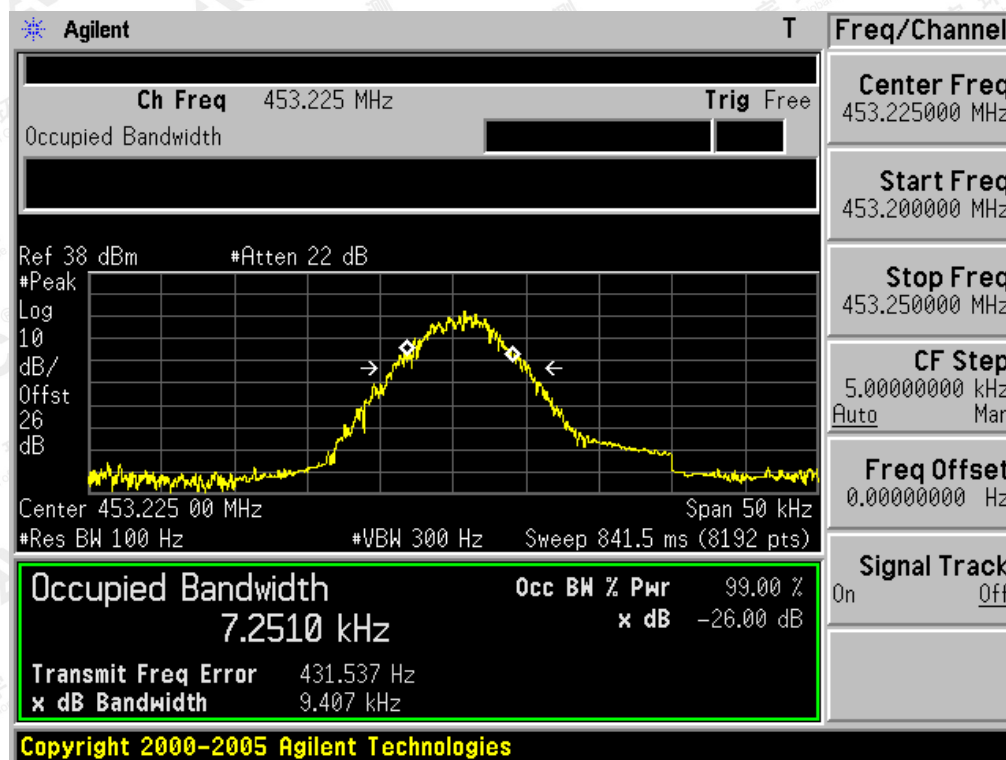 Agilent T
Freq/Channel
Ch Freq 453.225 MHz Trig Free
Occupied Bandwidth
Center Freq
453.225000 MHz
Start Freq
453.200000 MHz
Stop Freq
453.250000 MHz
CF Step
5.00000000 kHz
Auto Man
Freq Offset
0.00000000 Hz
Signal Track
On Off
Ref 38 dBm #Atten 22 dB
#Peak
Log
10
dB/
Offst
26
dB
Center 453.225 00 MHz Span 50 kHz
#Res BW 100 Hz #VBW 300 Hz Sweep 841.5 ms (8192 pts)
Occupied Bandwidth Occ BW % Pwr 99.00 %
7.2510 kHz x dB -26.00 dB
Transmit Freq Error 431.537 Hz
x dB Bandwidth 9.407 kHz
Copyright 2000-2005 Agilent Technologies